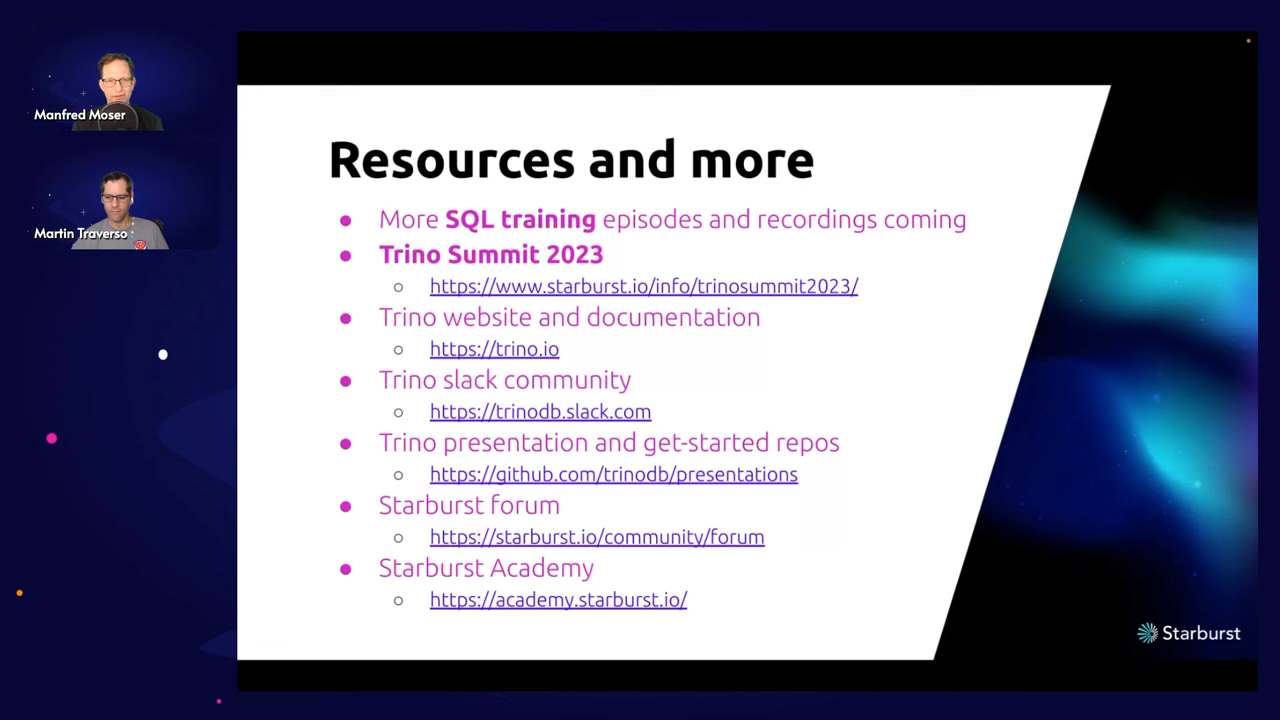 Manfred Moser
Martin Traverso
Resources and more
More SQL training episodes and recordings coming
Trino Summit 2023
https://www.starburst.io/info/trinosummit2023/
Trino website and documentation
https://trino.io
Trino slack community
https://trinodb.slack.com
Trino presentation and get-started repos
https://github.com/trinodb/presentations
Starburst forum
https://starburst.io/community/forum
Starburst Academy
https://academy.starburst.io/
Starburst